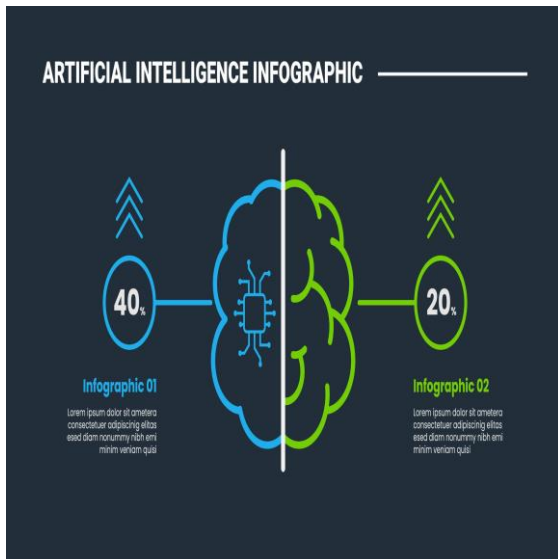 ARTIFICIAL INTELLIGENCE INFOGRAPHIC
40%
Infographic 01
Lorem ipsum dolor sit ametera
consectetuer adipiscinig elitas
esed diam nonummy nibh emi
minim veniam quisi
20%
Infographic 02
Lorem ipsum dolor sit ametera
consectetuer adipiscinig elitas
esed diam nonummy nibh emi
minim veniam quisi